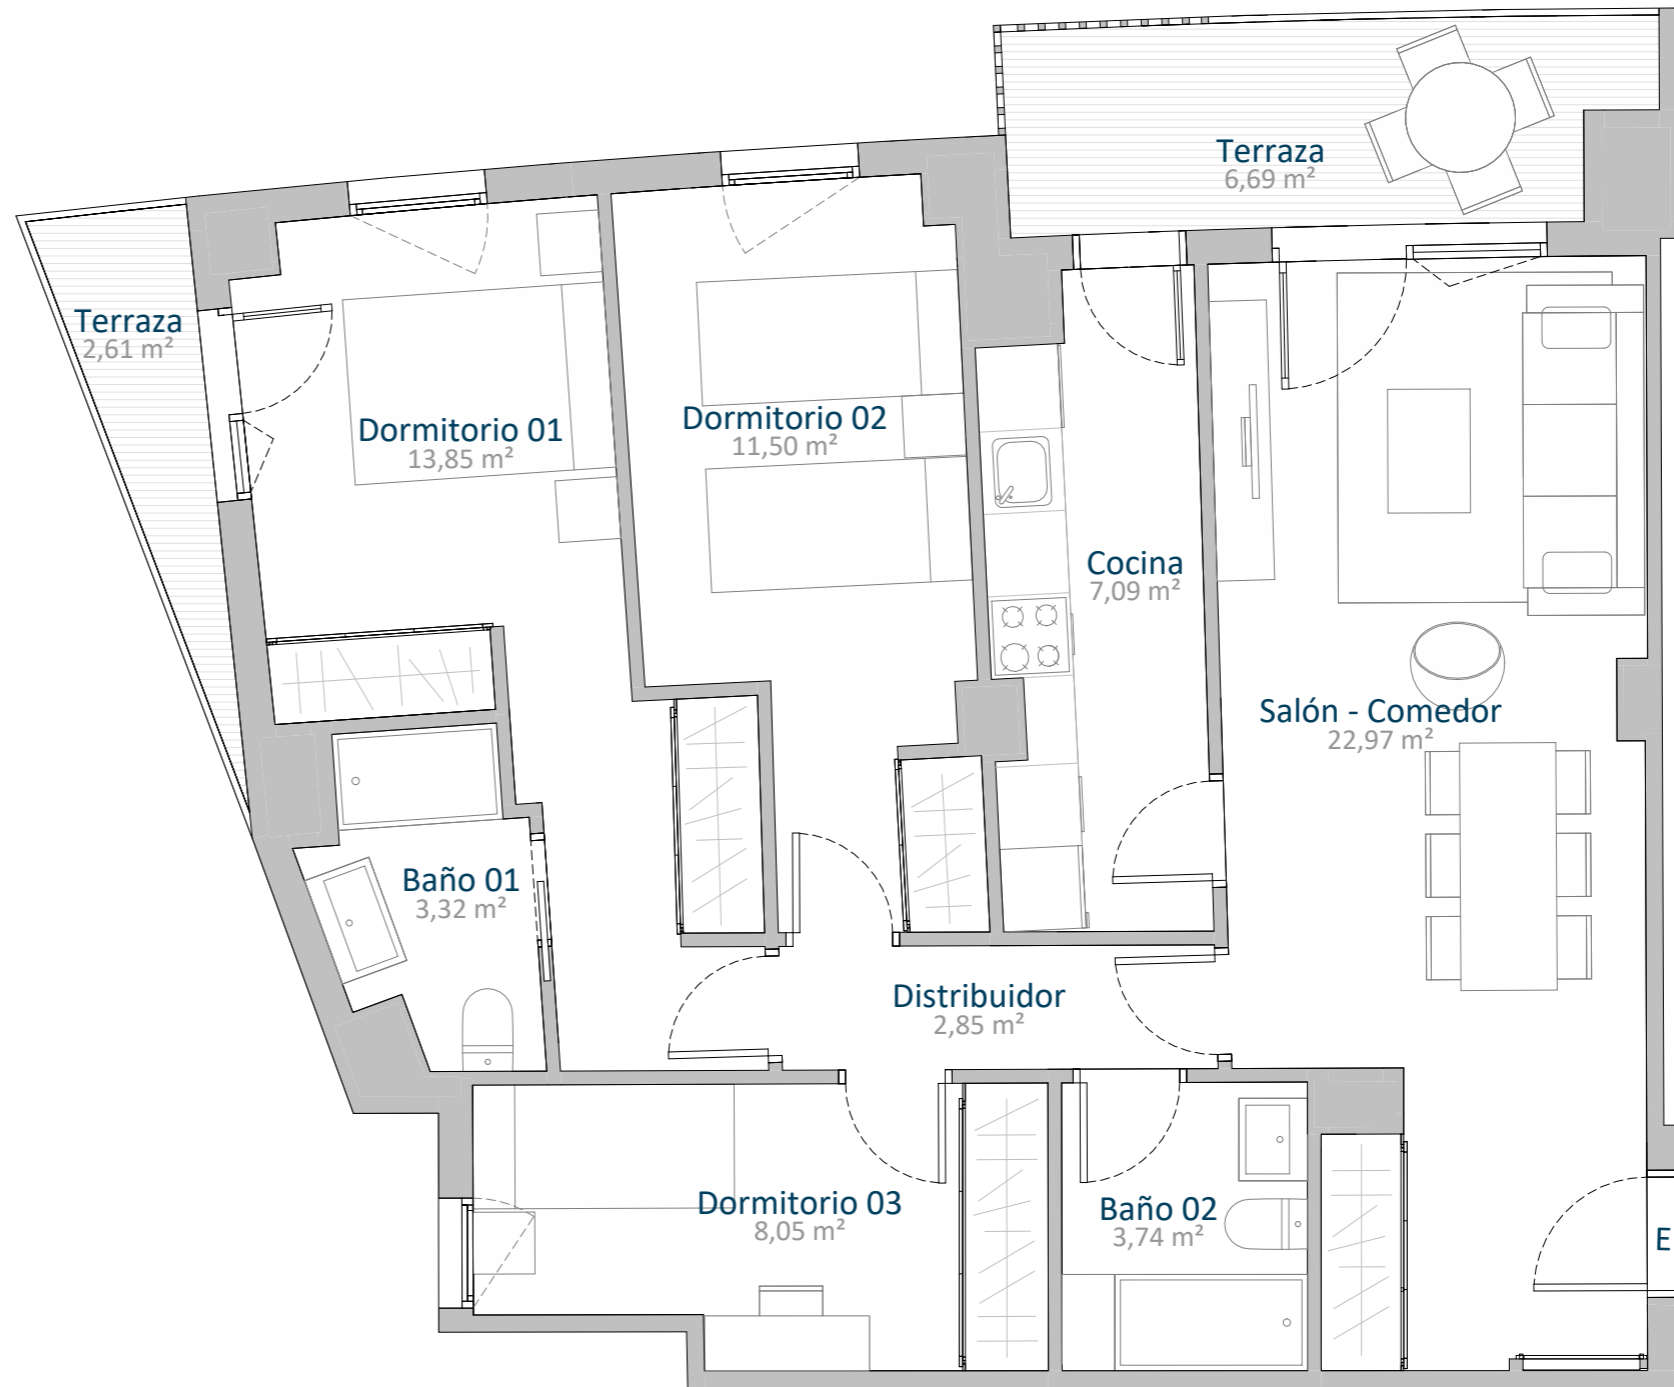 Terraza
6,69 m²
Terraza
2,61 m²
Dormitorio 01
13,85 m²
Dormitorio 02
11,50 m²
Cocina
7,09 m²
Salón - Comedor
22,97 m²
Baño 01
3,32 m²
Distribuidor
2,85 m²
Dormitorio 03
8,05 m²
Baño 02
3,74 m²
E